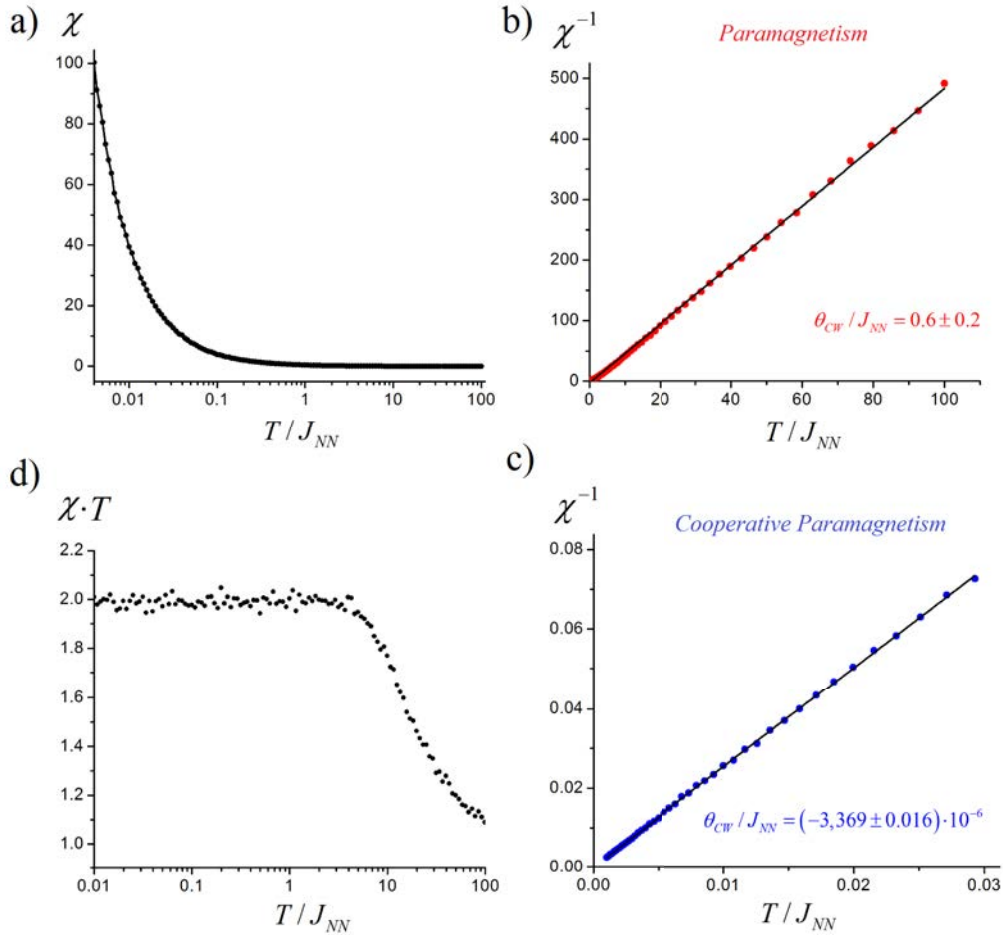 a)
χ
100
80
60
40
20
0
0.01
0.1
1
10
100
T / J_NN
b)
χ⁻¹
Paramagnetism
500
400
300
200
100
0
θ_CW / J_NN = 0.6 ± 0.2
0
20
40
60
80
100
T / J_NN
d)
χ·T
2.2
2.0
1.8
1.6
1.4
1.2
1.0
0.01
0.1
1
10
100
T / J_NN
c)
χ⁻¹
Cooperative Paramagnetism
0.08
0.06
0.04
0.02
0.00
θ_CW / J_NN = (−3,369 ± 0.016)·10⁻⁶
0.00
0.01
0.02
0.03
T / J_NN